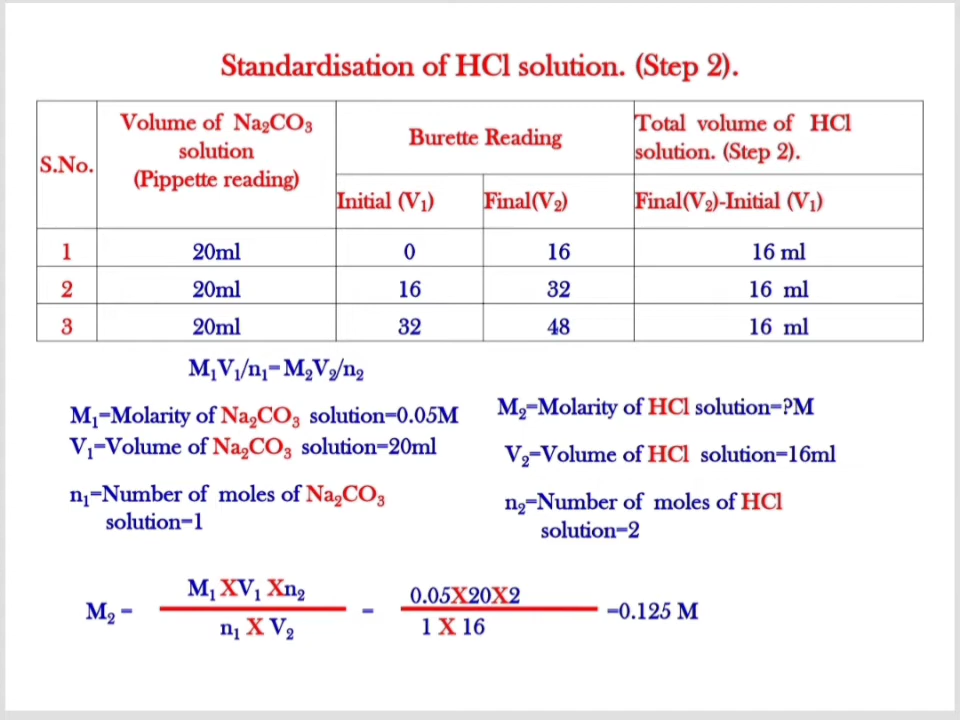 Standardisation of HCl solution. (Step 2).
S.No.
Volume of Na₂CO₃
solution
(Pippette reading)
Burette Reading
Total volume of HCl
solution. (Step 2).
Initial (V₁)
Final(V₂)
Final(V₂)-Initial (V₁)
1 20ml 0 16 16 ml
2 20ml 16 32 16 ml
3 20ml 32 48 16 ml
M₁V₁/n₁=M₂V₂/n₂
M₁=Molarity of Na₂CO₃ solution=0.05M
V₁=Volume of Na₂CO₃ solution=20ml
n₁=Number of moles of Na₂CO₃
solution=1
M₂=Molarity of HCl solution=?M
V₂=Volume of HCl solution=16ml
n₂=Number of moles of HCl
solution=2
M₁ XV₁ Xn₂
M₂ =
n₁ X V₂
=
0.05X20X2
1 X 16
=0.125 M